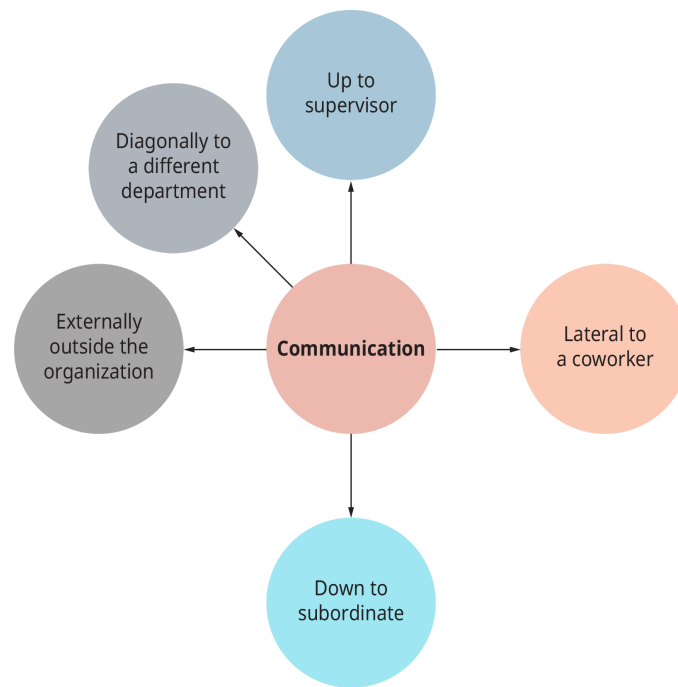 Up to
supervisor
Diagonally to
a different
department
Externally
outside the
organization
Communication
Lateral to
a coworker
Down to
subordinate